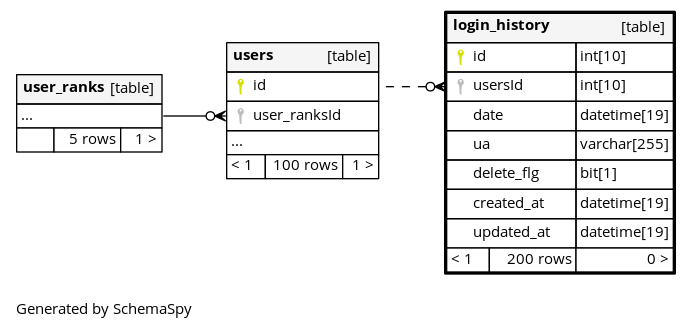 user_ranks [table]
...
5 rows 1 >
users [table]
id
user_ranksId
...
< 1 100 rows 1 >
login_history [table]
id int[10]
usersId int[10]
date datetime[19]
ua varchar[255]
delete_flg bit[1]
created_at datetime[19]
updated_at datetime[19]
< 1 200 rows 0 >
Generated by SchemaSpy